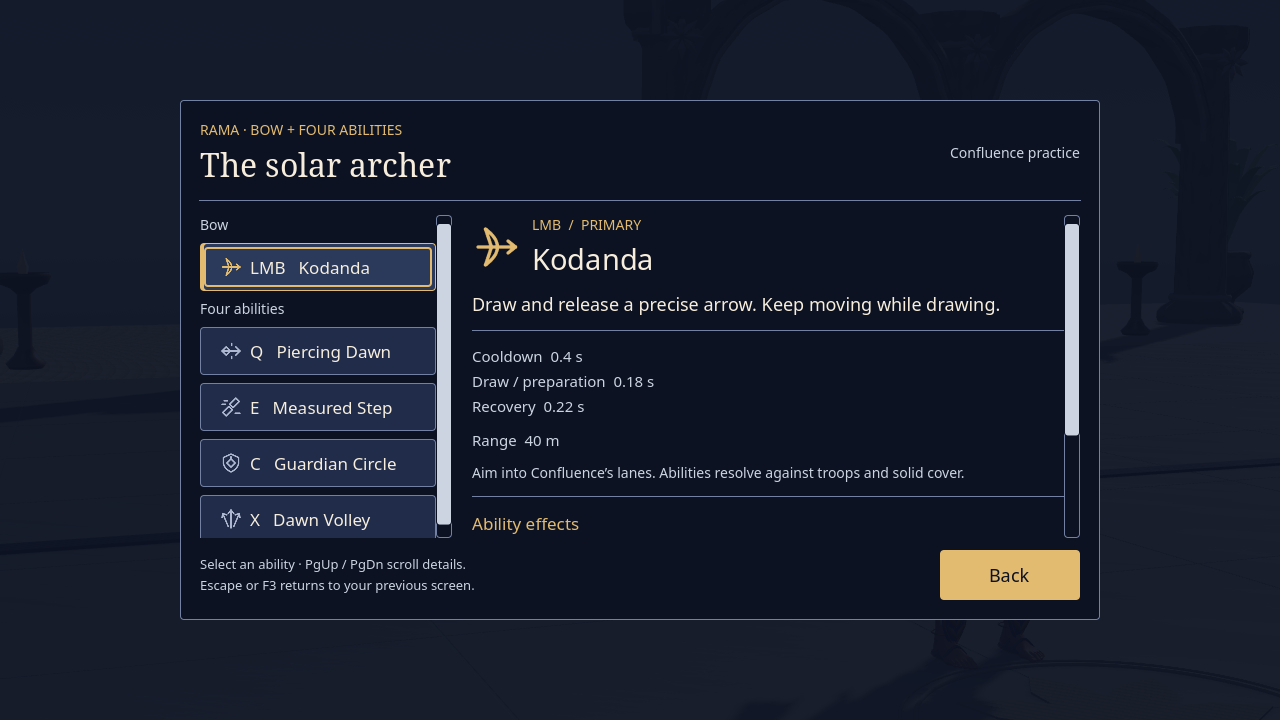 RAMA · BOW + FOUR ABILITIES
The solar archer
Confluence practice
Bow
LMB Kodanda
Four abilities
Q Piercing Dawn
E Measured Step
C Guardian Circle
X Dawn Volley
LMB / PRIMARY
Kodanda
Draw and release a precise arrow. Keep moving while drawing.
Cooldown 0.4 s
Draw / preparation 0.18 s
Recovery 0.22 s
Range 40 m
Aim into Confluence’s lanes. Abilities resolve against troops and solid cover.
Ability effects
Select an ability · PgUp / PgDn scroll details.
Escape or F3 returns to your previous screen.
Back